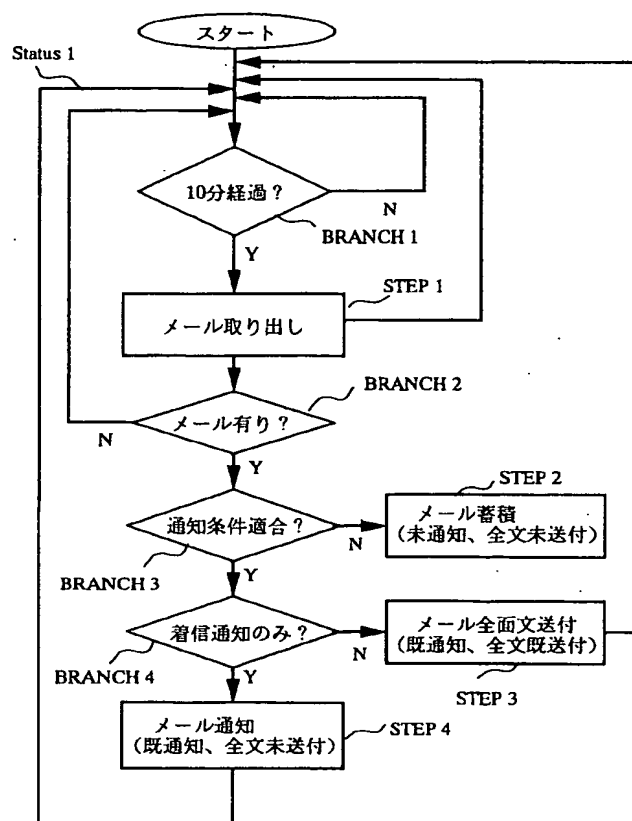 スタート
Status 1
10分経過？
N
BRANCH 1
Y
STEP 1
メール取り出し
BRANCH 2
メール有り？
N
Y
STEP 2
通知条件適合？
N
メール蓄積
(未通知、全文未送付)
BRANCH 3
Y
着信通知のみ？
N
メール全面文送付
(既通知、全文既送付)
BRANCH 4
Y
STEP 3
メール通知
(既通知、全文未送付)
STEP 4